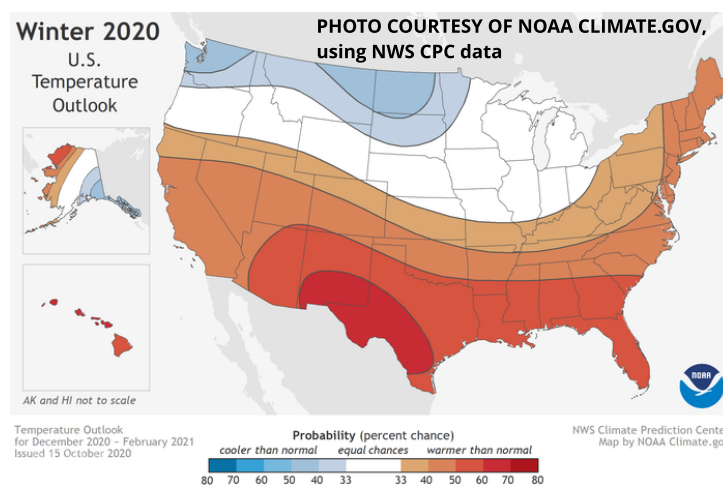 Winter 2020
U.S.
Temperature
Outlook
PHOTO COURTESY OF NOAA CLIMATE.GOV,
using NWS CPC data
AK and HI not to scale
NOAA
Temperature Outlook
for December 2020 – February 2021
Issued 15 October 2020
Probability (percent chance)
cooler than normal equal chances warmer than normal
80 70 60 50 40 33 33 40 50 60 70 80
NWS Climate Prediction Cente
Map by NOAA Climate.go